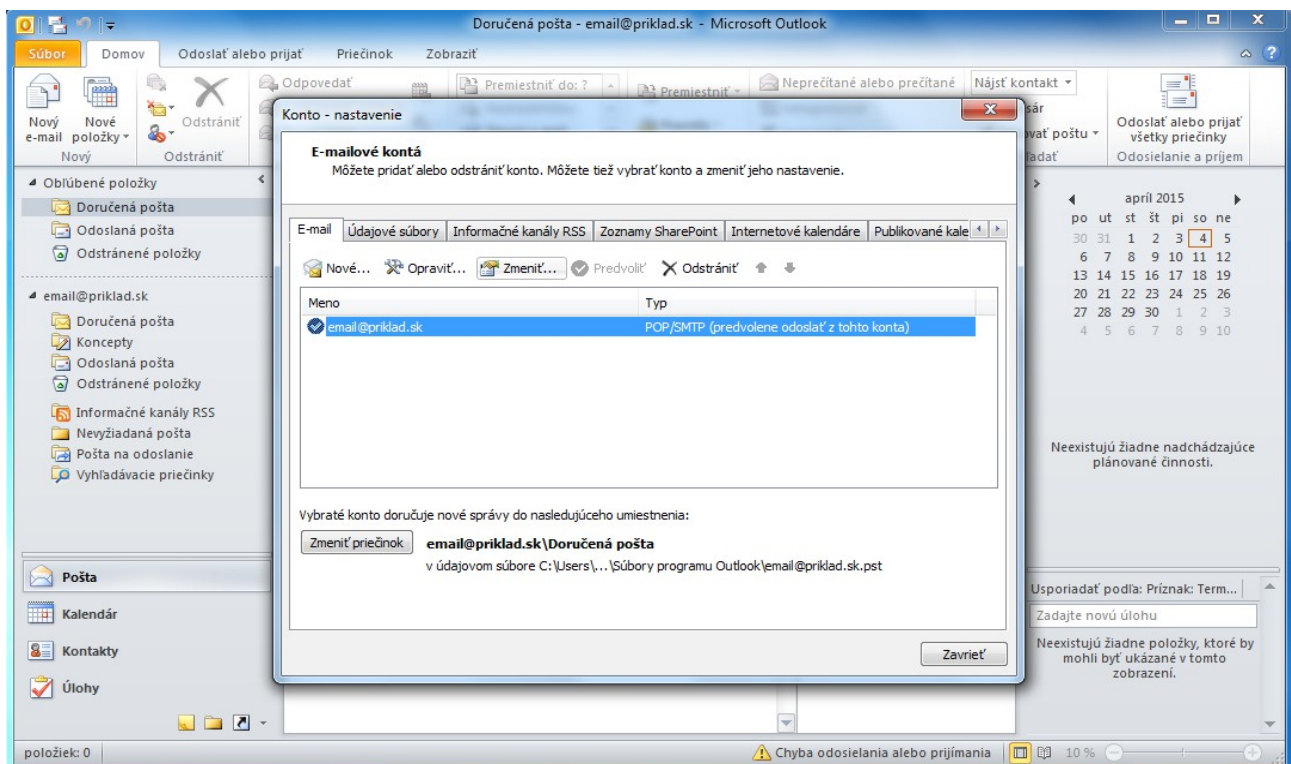 Doručená pošta - email@priklad.sk - Microsoft Outlook
Súbor Domov Odoslať alebo prijať Priečinok Zobraziť
Nový e-mail
Nové položky
Nový
Odstrániť
Odstrániť
Odpovedať
Premiestniť do: ?
Premiestniť
Neprečítané alebo prečítané
Nájsť kontakt
Odoslať alebo prijať
všetky priečinky
Odosielanie a príjem
Obľúbené položky
Doručená pošta
Odoslaná pošta
Odstránené položky
email@priklad.sk
Doručená pošta
Koncepty
Odoslaná pošta
Odstránené položky
Informačné kanály RSS
Nevyžiadaná pošta
Pošta na odoslanie
Vyhľadávacie priečinky
Pošta
Kalendár
Kontakty
Úlohy
Konto - nastavenie
E-mailové kontá
Môžete pridať alebo odstrániť konto. Môžete tiež vybrať konto a zmeniť jeho nastavenie.
E-mail Údajové súbory Informačné kanály RSS Zoznamy SharePoint Internetové kalendáre Publikované kale
Nové... Opraviť... Zmeniť... Predvoliť Odstrániť
Meno Typ
email@priklad.sk POP/SMTP (predvolene odoslať z tohto konta)
Vybraté konto doručuje nové správy do nasledujúceho umiestnenia:
Zmeniť priečinok email@priklad.sk\Doručená pošta
v údajovom súbore C:\Users\...\Súbory programu Outlook\email@priklad.sk.pst
Zavrieť
apríl 2015
po ut st št pi so ne
30 31 1 2 3 4 5
6 7 8 9 10 11 12
13 14 15 16 17 18 19
20 21 22 23 24 25 26
27 28 29 30 1 2 3
4 5 6 7 8 9 10
Neexistujú žiadne nadchádzajúce
plánované činnosti.
Usporiadať podľa: Príznak: Term...
Zadajte novú úlohu
Neexistujú žiadne položky, ktoré by
mohli byť ukázané v tomto
zobrazení.
položiek: 0 Chyba odosielania alebo prijímania 10 %